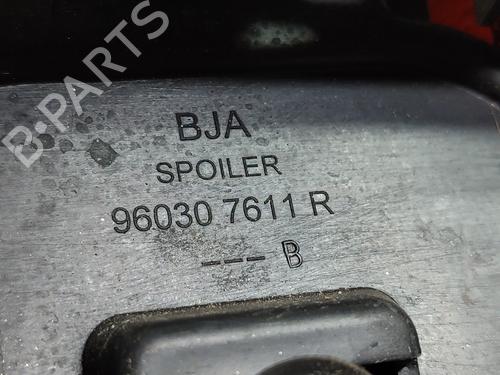 B-PARTS
BJA
SPOILER
96030 7611 R
--- B